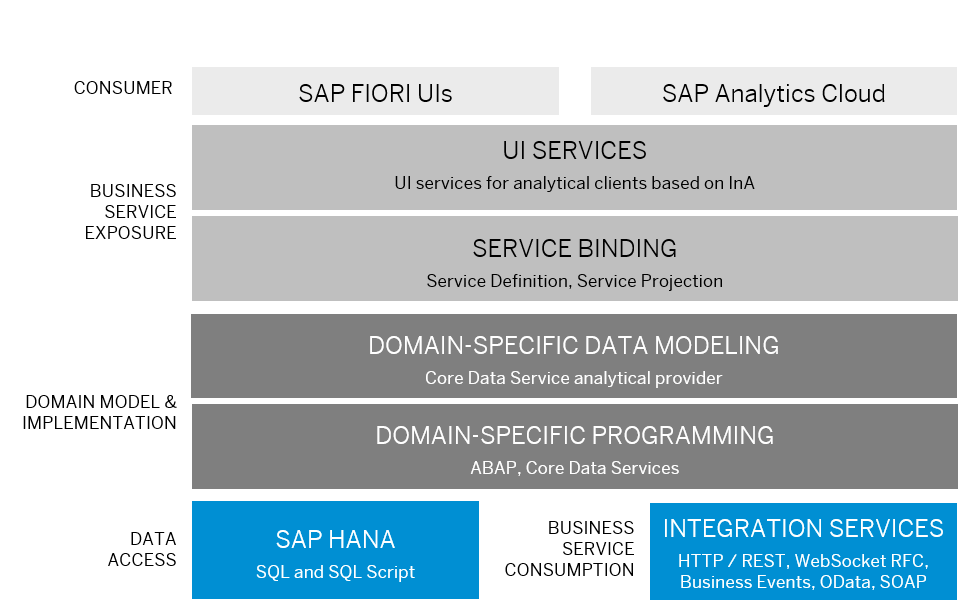 CONSUMER
SAP FIORI UIs
SAP Analytics Cloud
BUSINESS
SERVICE
EXPOSURE
UI SERVICES
UI services for analytical clients based on InA
SERVICE BINDING
Service Definition, Service Projection
DOMAIN MODEL &
IMPLEMENTATION
DOMAIN-SPECIFIC DATA MODELING
Core Data Service analytical provider
DOMAIN-SPECIFIC PROGRAMMING
ABAP, Core Data Services
DATA
ACCESS
SAP HANA
SQL and SQL Script
BUSINESS
SERVICE
CONSUMPTION
INTEGRATION SERVICES
HTTP / REST, WebSocket RFC,
Business Events, OData, SOAP